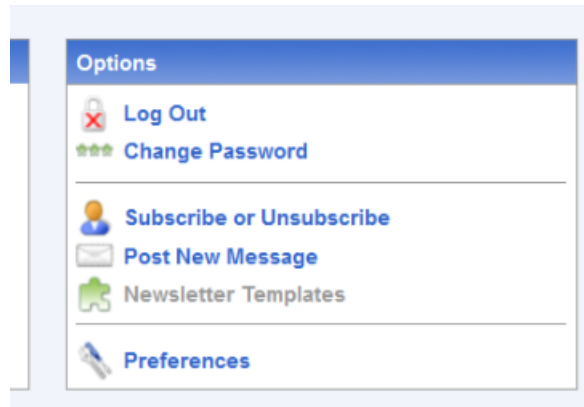 Options
Log Out
Change Password
Subscribe or Unsubscribe
Post New Message
Newsletter Templates
Preferences